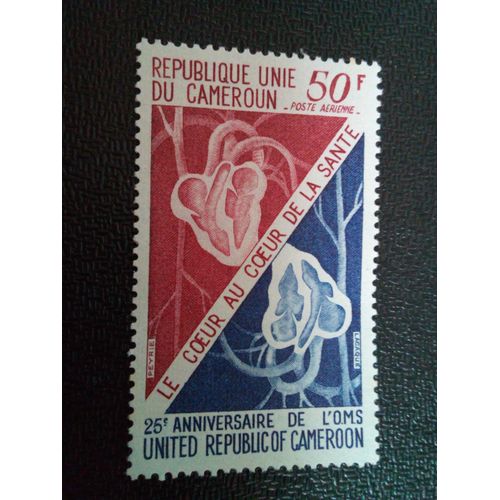 REPUBLIQUE UNIE
DU CAMEROUN
50F
- POSTE AERIENNE -
LE CŒUR AU CŒUR DE LA SANTE
PEYRIE
LACAQUE
25e ANNIVERSAIRE DE L'O.M.S
UNITED REPUBLIC OF CAMEROON